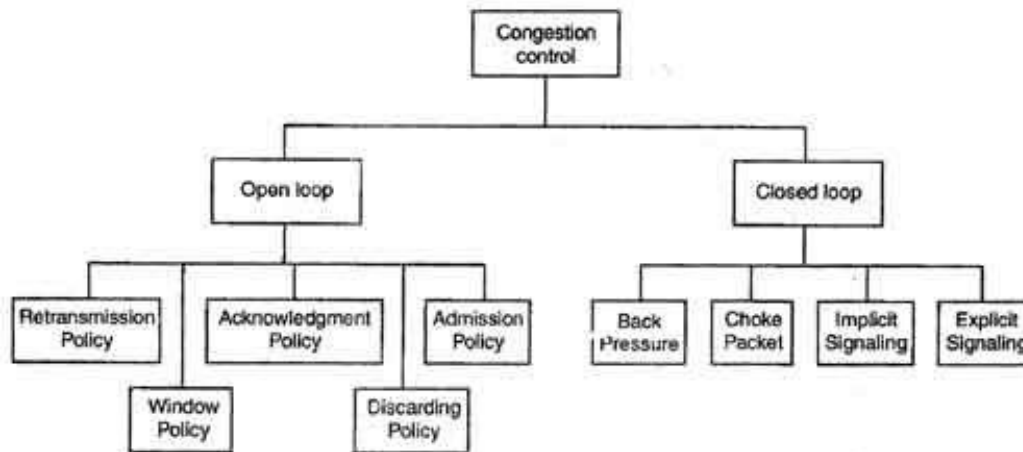 Congestion
control
Open loop
Closed loop
Retransmission
Policy
Acknowledgment
Policy
Admission
Policy
Back
Pressure
Choke
Packet
Implicit
Signaling
Explicit
Signaling
Window
Policy
Discarding
Policy